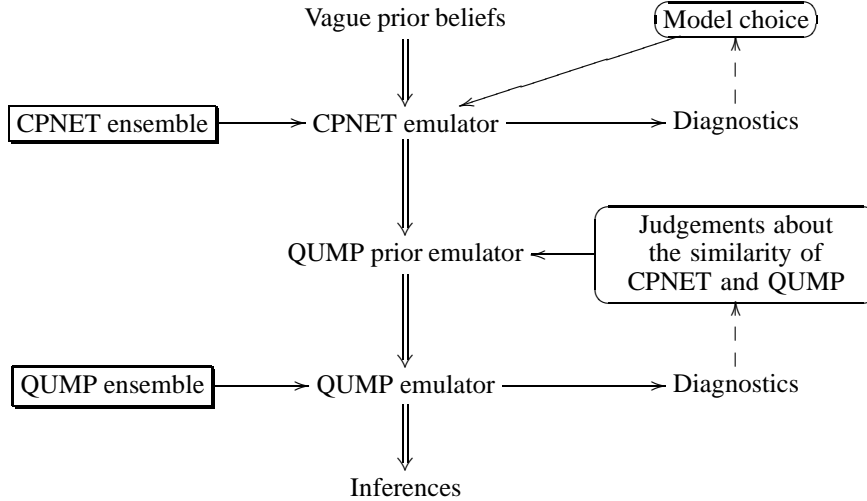 Vague prior beliefs
Model choice
CPNET ensemble
CPNET emulator
Diagnostics
QUMP prior emulator
Judgements about
the similarity of
CPNET and QUMP
QUMP ensemble
QUMP emulator
Diagnostics
Inferences